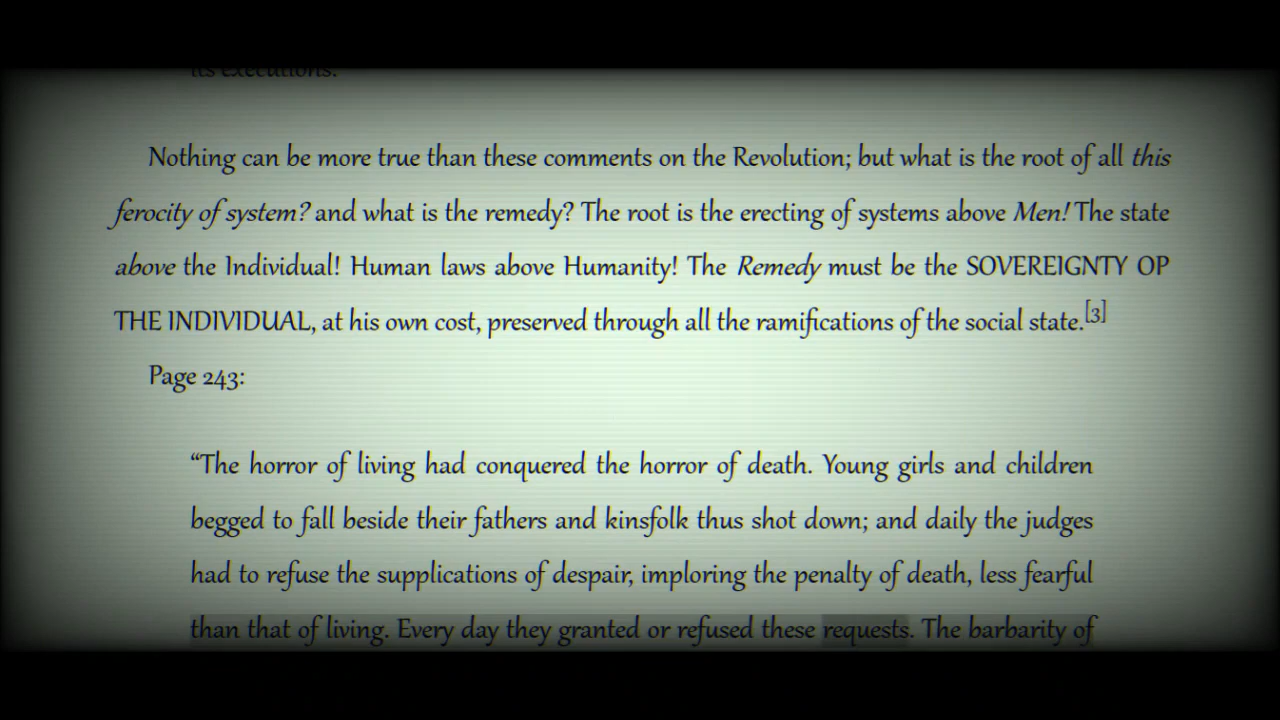 its executions.
Nothing can be more true than these comments on the Revolution; but what is the root of all this
ferocity of system? and what is the remedy? The root is the erecting of systems above Men! The state
above the Individual! Human laws above Humanity! The Remedy must be the SOVEREIGNTY OP
THE INDIVIDUAL, at his own cost, preserved through all the ramifications of the social state.[3]
Page 243:
“The horror of living had conquered the horror of death. Young girls and children
begged to fall beside their fathers and kinsfolk thus shot down; and daily the judges
had to refuse the supplications of despair, imploring the penalty of death, less fearful
than that of living. Every day they granted or refused these requests. The barbarity of